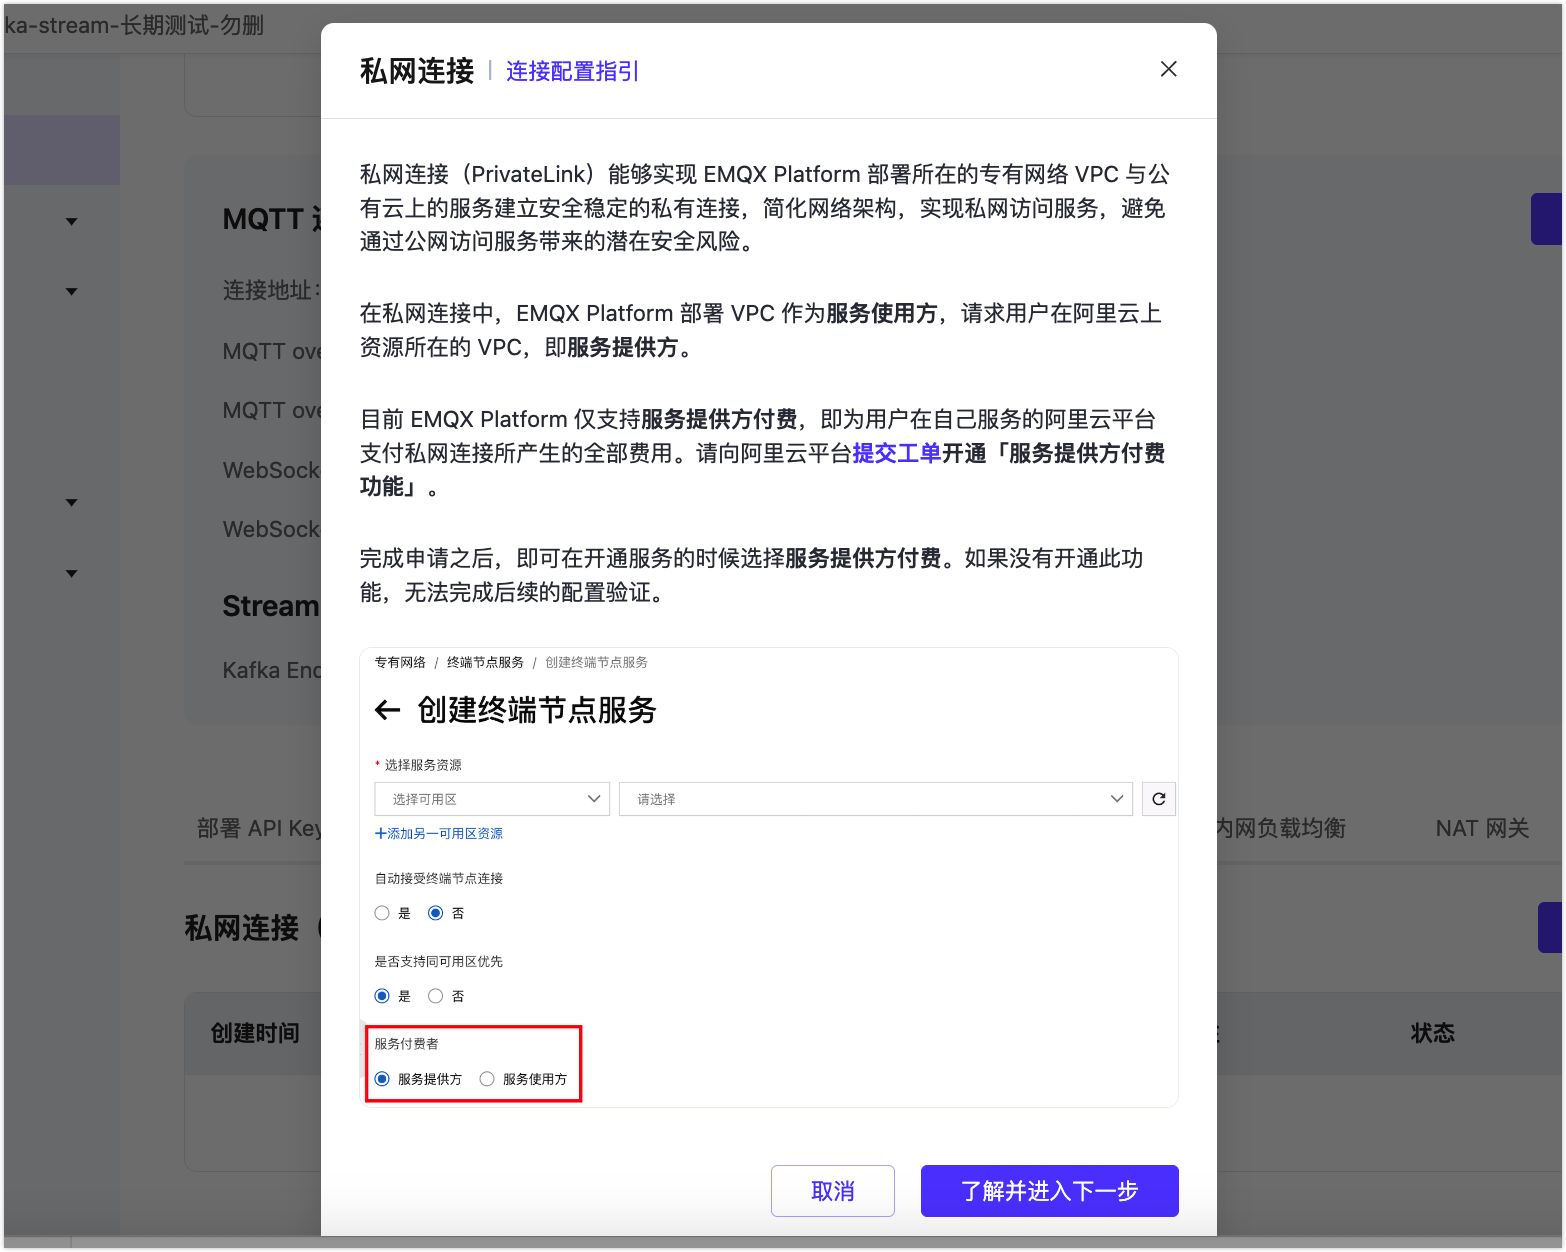 ka-stream-长期测试-勿删
私网连接 | 连接配置指引
私网连接（PrivateLink）能够实现 EMQX Platform 部署所在的专有网络 VPC 与公
有云上的服务建立安全稳定的私有连接，简化网络架构，实现私网访问服务，避免
通过公网访问服务带来的潜在安全风险。
在私网连接中，EMQX Platform 部署 VPC 作为服务使用方，请求用户在阿里云上
资源所在的 VPC，即服务提供方。
目前 EMQX Platform 仅支持服务提供方付费，即为用户在自己服务的阿里云平台
支付私网连接所产生的全部费用。请向阿里云平台提交工单开通「服务提供方付费
功能」。
完成申请之后，即可在开通服务的时候选择服务提供方付费。如果没有开通此功
能，无法完成后续的配置验证。
专有网络 / 终端节点服务 / 创建终端节点服务
← 创建终端节点服务
* 选择服务资源
选择可用区 请选择
+添加另一可用区资源
自动接受终端节点连接
是 否
是否支持同可用区优先
是 否
服务付费者
服务提供方 服务使用方
取消 了解并进入下一步
MQTT
连接地址:
MQTT ove
MQTT ove
WebSock
WebSock
Stream
Kafka End
部署 API Key 内网负载均衡 NAT 网关
私网连接
创建时间 状态